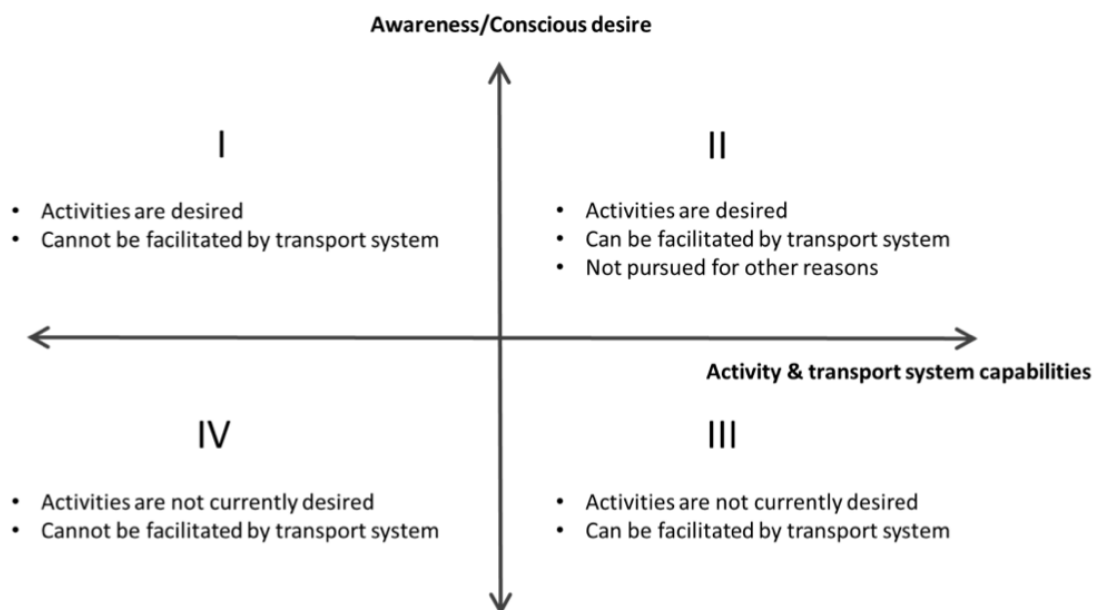 Awareness/Conscious desire
I
• Activities are desired
• Cannot be facilitated by transport system
II
• Activities are desired
• Can be facilitated by transport system
• Not pursued for other reasons
Activity & transport system capabilities
IV
• Activities are not currently desired
• Cannot be facilitated by transport system
III
• Activities are not currently desired
• Can be facilitated by transport system